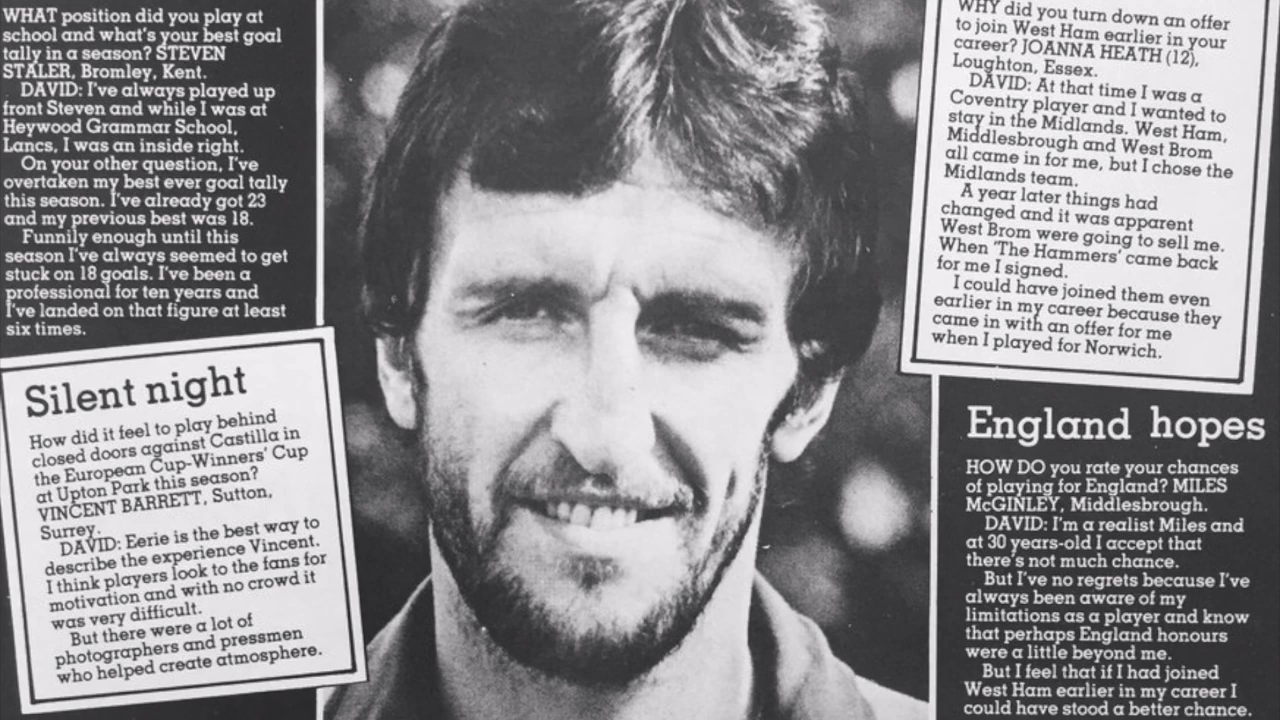 WHAT position did you play at
school and what's your best goal
tally in a season? STEVEN
STALER, Bromley, Kent.
DAVID: I've always played up
front Steven and while I was at
Heywood Grammar School,
Lancs, I was an inside right.
On your other question, I've
overtaken my best ever goal tally
this season. I've already got 23
and my previous best was 18.
Funnily enough until this
season I've always seemed to get
stuck on 18 goals. I've been a
professional for ten years and
I've landed on that figure at least
six times.
Silent night
How did it feel to play behind
closed doors against Castilla in
the European Cup-Winners' Cup
at Upton Park this season?
VINCENT BARRETT, Sutton,
Surrey.
DAVID: Eerie is the best way to
describe the experience Vincent.
I think players look to the fans for
motivation and with no crowd it
was very difficult.
But there were a lot of
photographers and pressmen
who helped create atmosphere.
WHY did you turn down an offer
to join West Ham earlier in your
career? JOANNA HEATH (12),
Loughton, Essex.
DAVID: At that time I was a
Coventry player and I wanted to
stay in the Midlands. West Ham,
Middlesbrough and West Brom
all came in for me, but I chose the
Midlands team.
A year later things had
changed and it was apparent
West Brom were going to sell me.
When 'The Hammers' came back
for me I signed.
I could have joined them even
earlier in my career because they
came in with an offer for me
when I played for Norwich.
England hopes
HOW DO you rate your chances
of playing for England? MILES
McGINLEY, Middlesbrough.
DAVID: I'm a realist Miles and
at 30 years-old I accept that
there's not much chance.
But I've no regrets because I've
always been aware of my
limitations as a player and know
that perhaps England honours
were a little beyond me.
But I feel that if I had joined
West Ham earlier in my career I
could have stood a better chance.